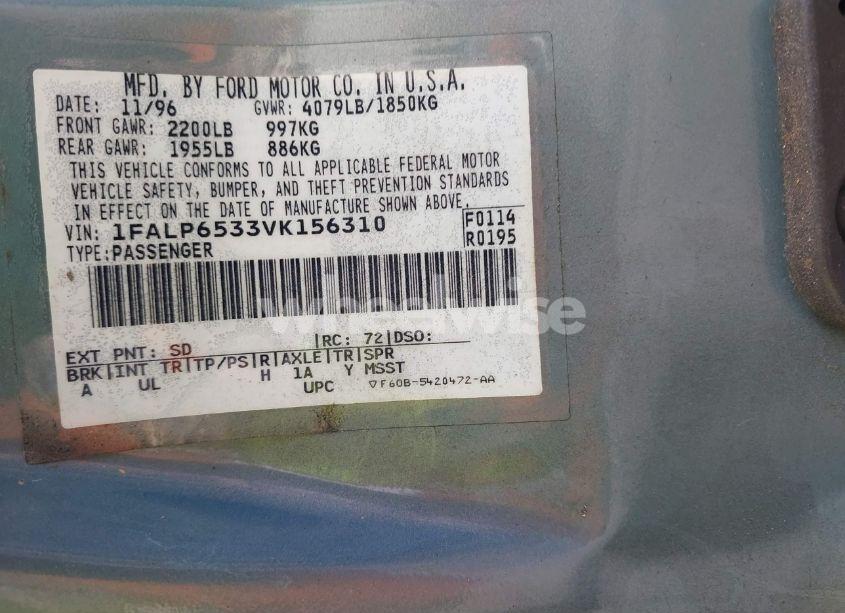 MFD. BY FORD MOTOR CO. IN U.S.A.
DATE: 11/96 GVWR: 4079LB/1850KG
FRONT GAWR: 2200LB 997KG
REAR GAWR: 1955LB 886KG
THIS VEHICLE CONFORMS TO ALL APPLICABLE FEDERAL MOTOR
VEHICLE SAFETY, BUMPER, AND THEFT PREVENTION STANDARDS
IN EFFECT ON THE DATE OF MANUFACTURE SHOWN ABOVE.
VIN: 1FALP6533VK156310 F0114
TYPE: PASSENGER R0195
wheelwise
EXT PNT: SD |RC: 72|DSO:
BRK|INT TR|TP/PS|R|AXLE|TR|SPR
A UL H 1A Y MSST
UPC ▽F60B-5420472-AA